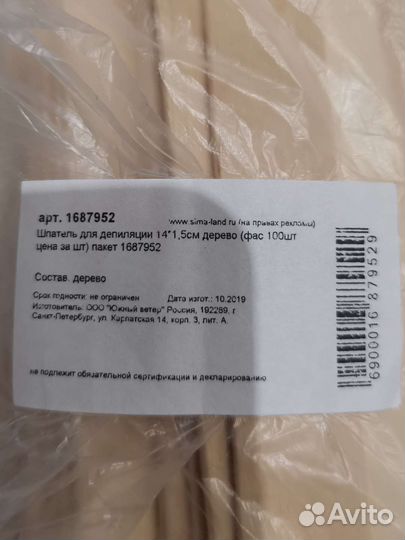 арт. 1687952
www.sima-land.ru (на правах рекламы)
Шпатель для депиляции 14*1,5см дерево (фас 100шт
цена за шт) пакет 1687952
Состав. дерево
Срок годности: не ограничен Дата изгот.: 10.2019
Изготовитель: ООО "Южный ветер" Россия, 192289, г
Санкт-Петербург, ул. Карпатская 14, корп. 3, лит. А.
не подлежит обязательной сертификации и декларированию
6900016879529
Avito